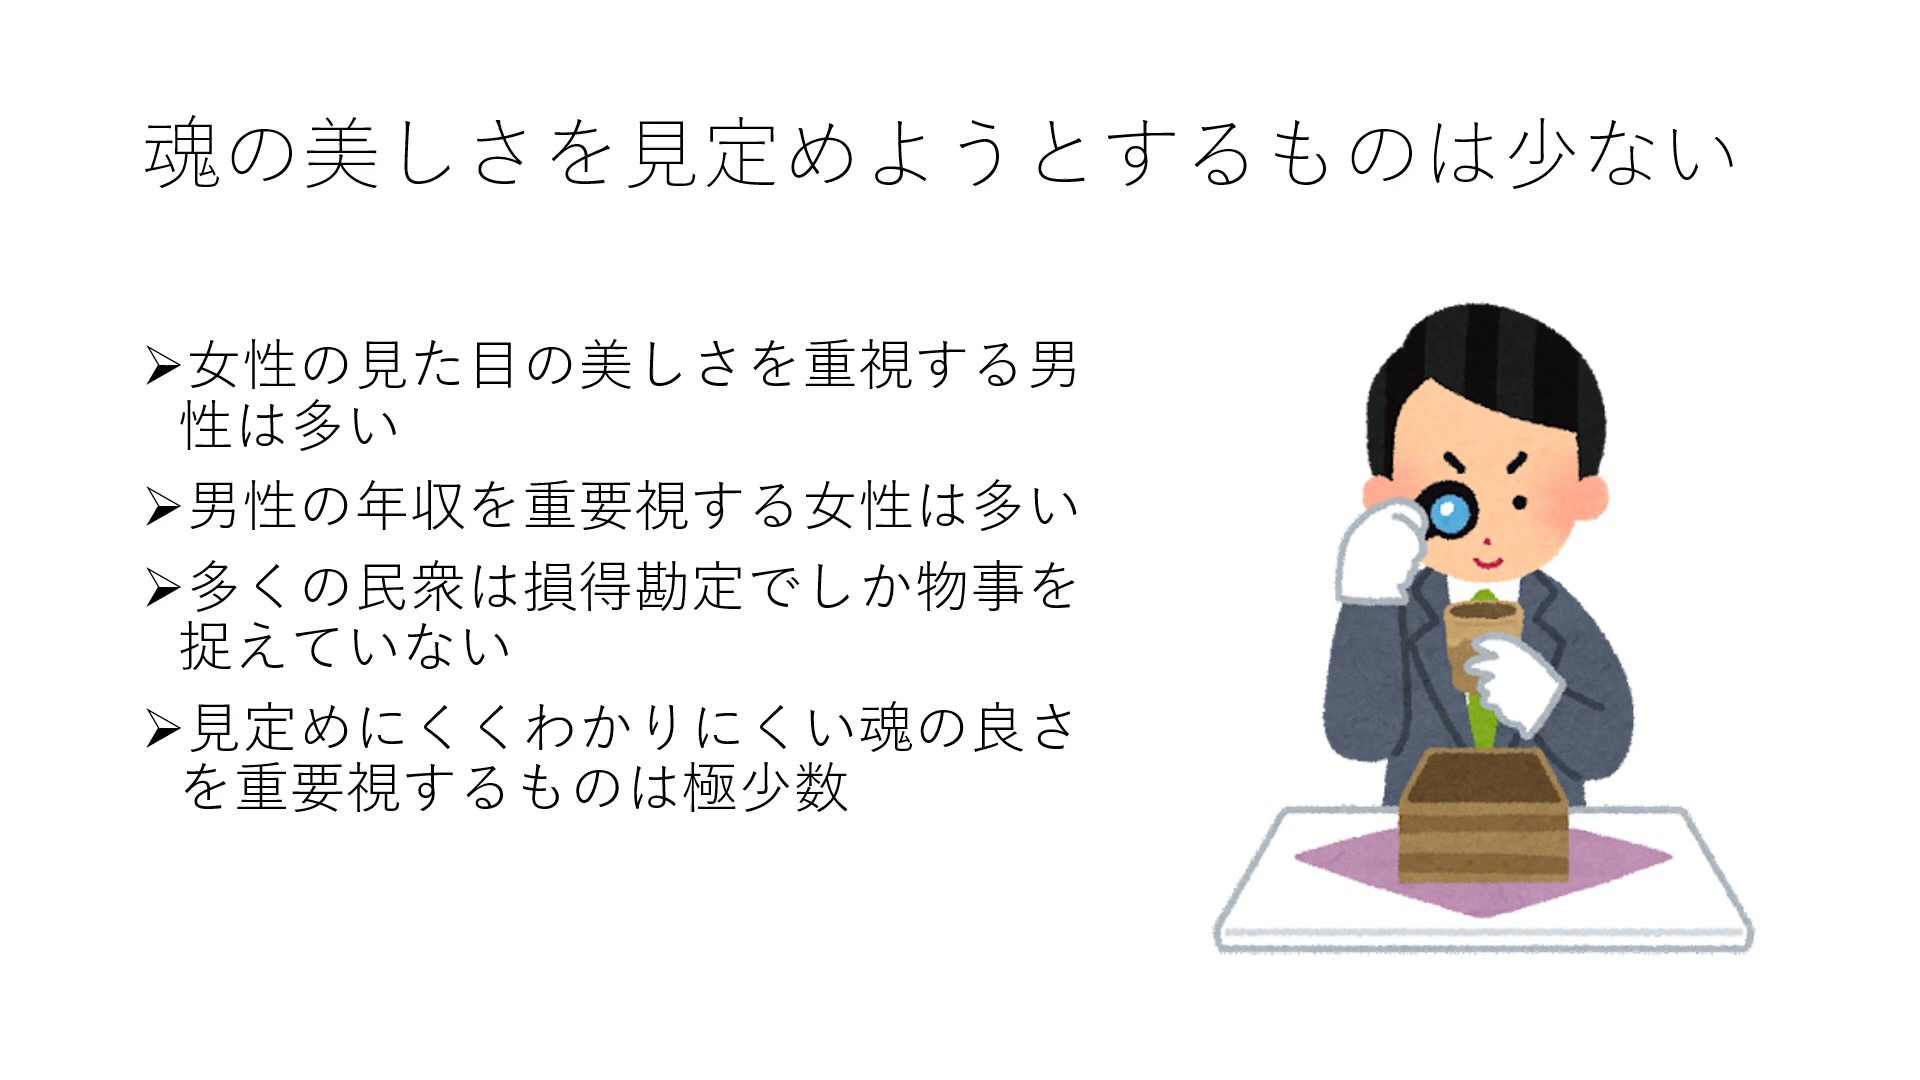 魂の美しさを見定めようとするものは少ない
➢女性の見た目の美しさを重視する男
性は多い
➢男性の年収を重要視する女性は多い
➢多くの民衆は損得勘定でしか物事を
捉えていない
➢見定めにくくわかりにくい魂の良さ
を重要視するものは極少数